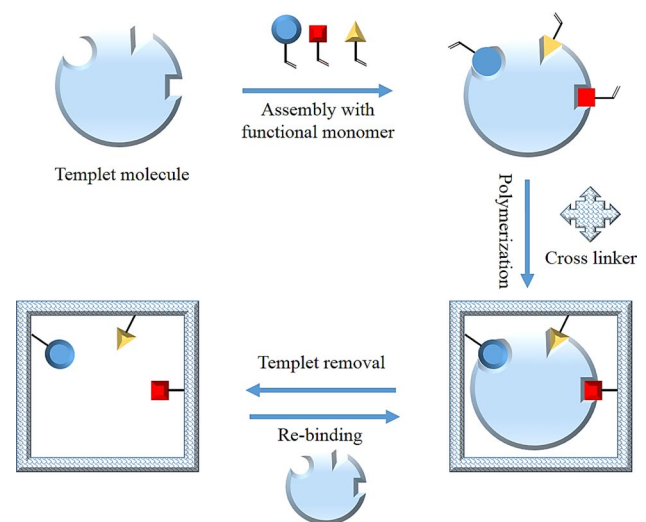 Templet molecule
Assembly with
functional monomer
Polymerization
Cross linker
Templet removal
Re-binding